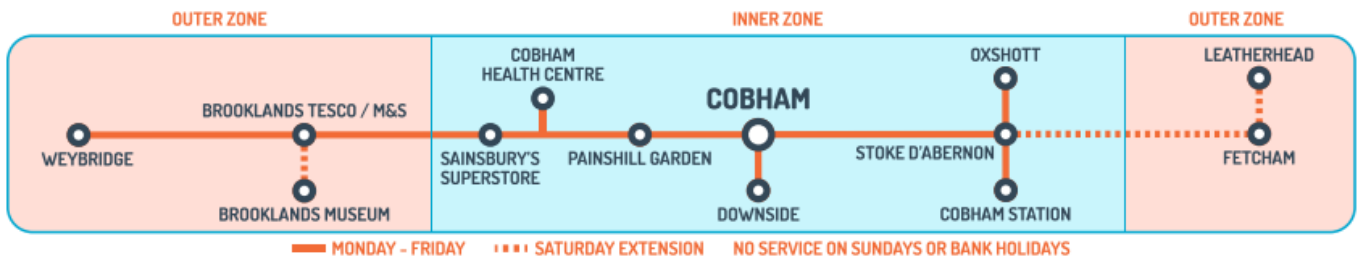 OUTER ZONE
INNER ZONE
OUTER ZONE
COBHAM
HEALTH CENTRE
OXSHOTT
LEATHERHEAD
BROOKLANDS TESCO / M&S
COBHAM
WEYBRIDGE
SAINSBURY'S
SUPERSTORE
PAINSHILL GARDEN
STOKE D'ABERNON
FETCHAM
BROOKLANDS MUSEUM
DOWNSIDE
COBHAM STATION
MONDAY – FRIDAY
SATURDAY EXTENSION
NO SERVICE ON SUNDAYS OR BANK HOLIDAYS